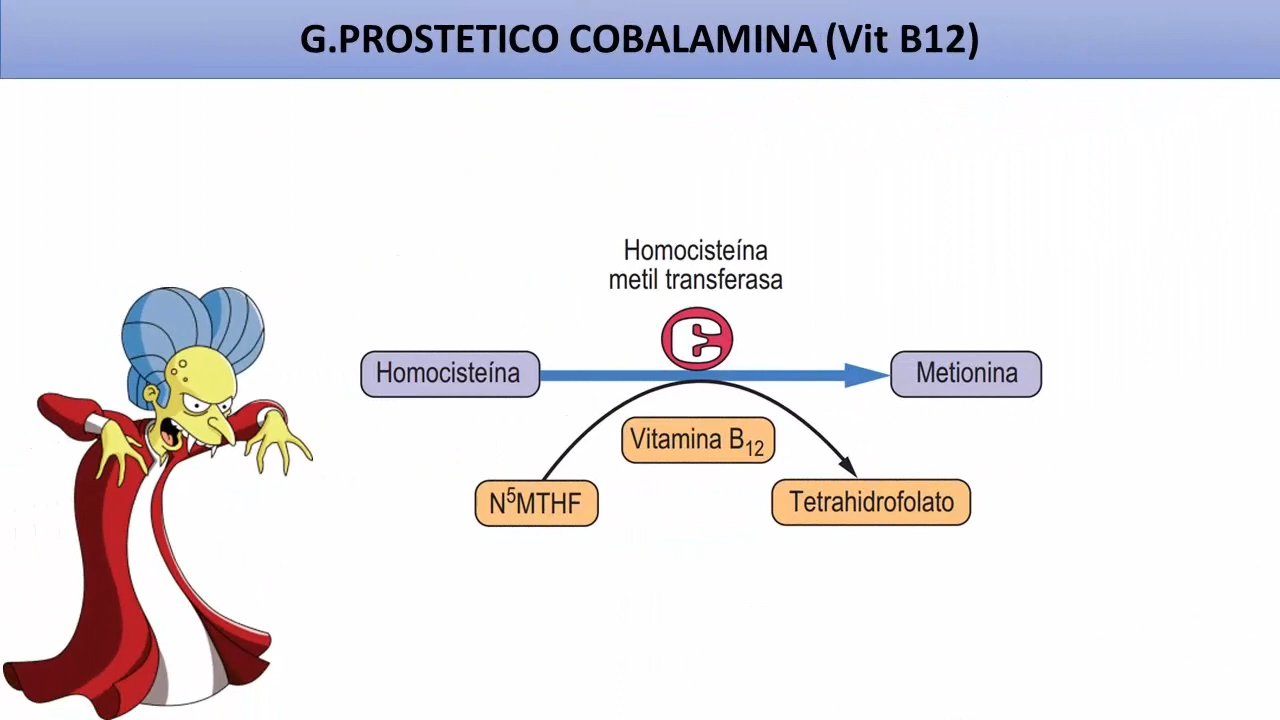 G.PROSTETICO COBALAMINA (Vit B12)
Homocisteína
metil transferasa
Homocisteína
Metionina
Vitamina B₁₂
N⁵MTHF
Tetrahidrofolato